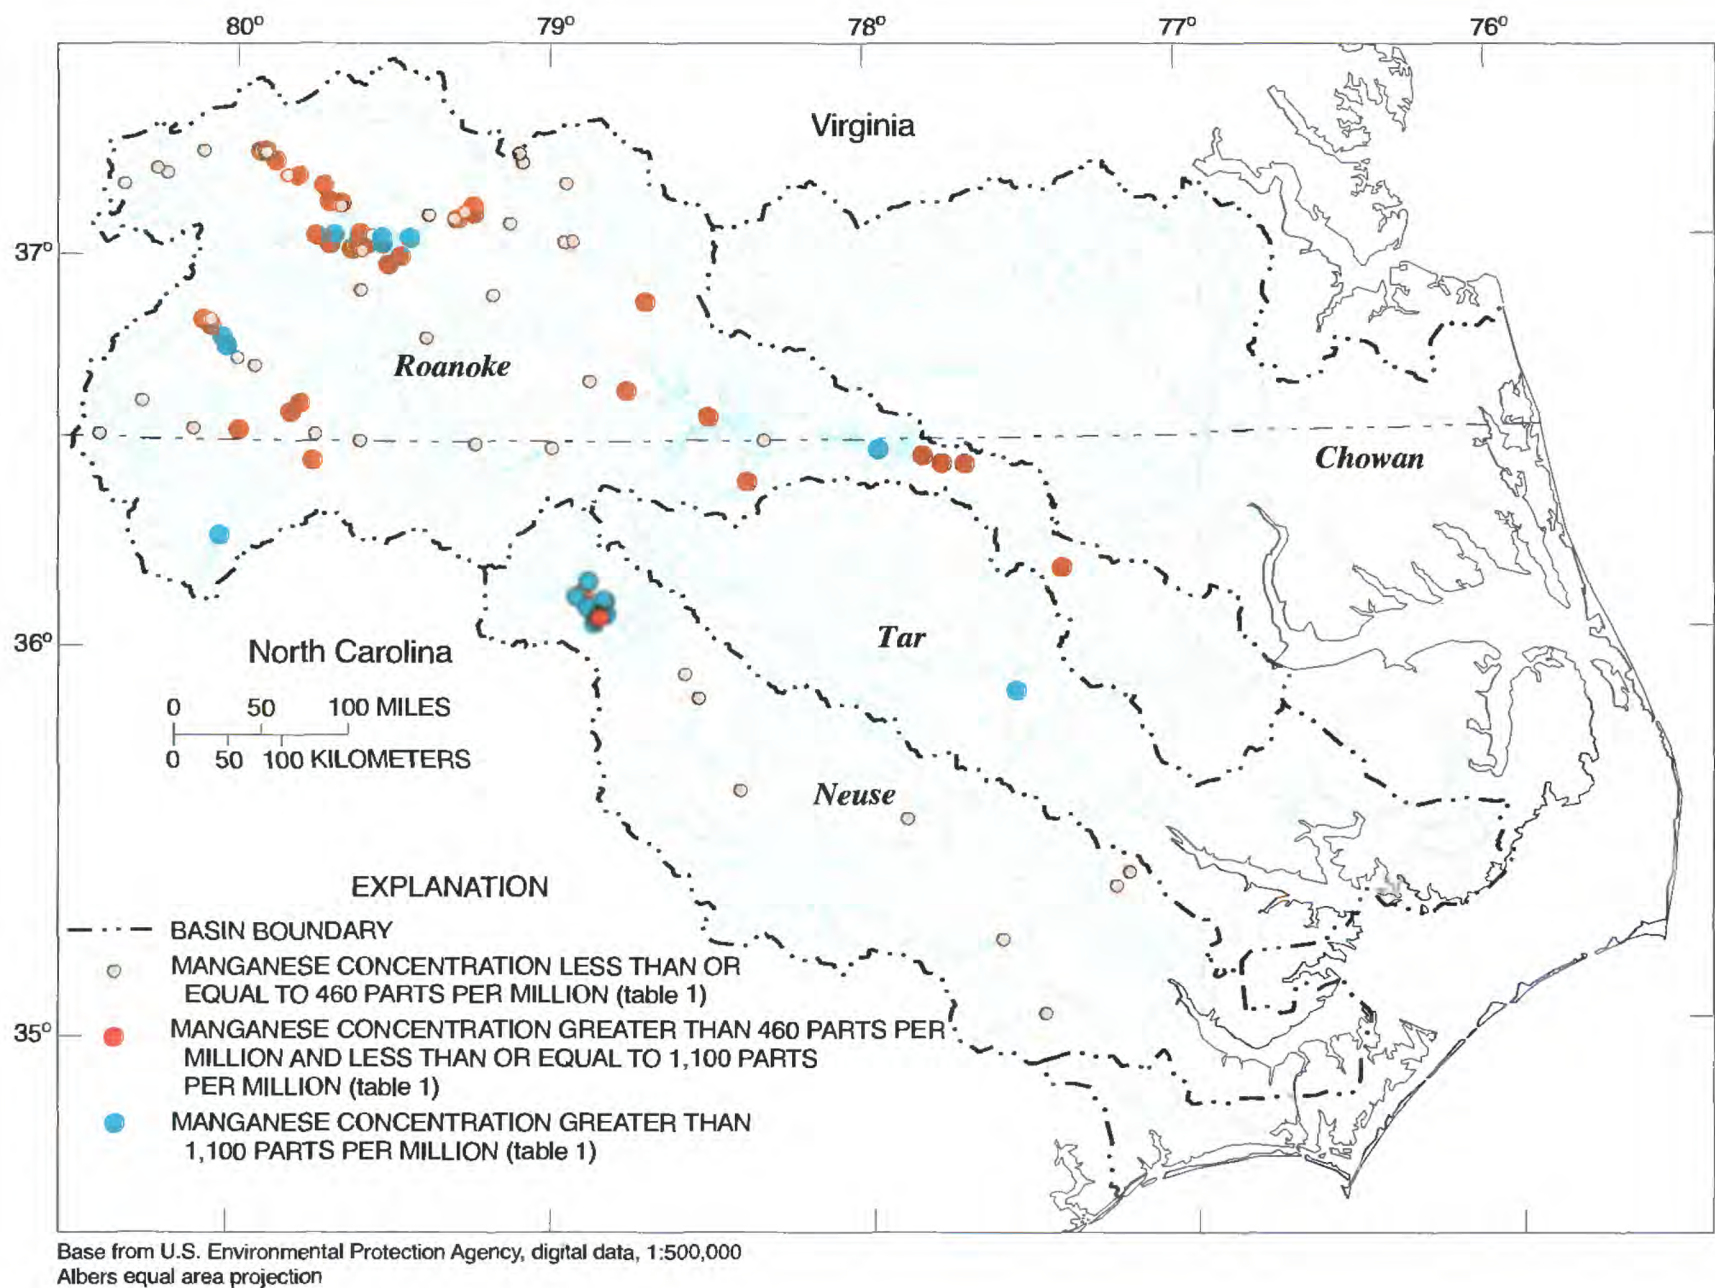 80° 79° 78° 77° 76°
Virginia
37°
Roanoke
Chowan
36°
Tar
North Carolina
0 50 100 MILES
0 50 100 KILOMETERS
Neuse
EXPLANATION
BASIN BOUNDARY
MANGANESE CONCENTRATION LESS THAN OR
EQUAL TO 460 PARTS PER MILLION (table 1)
35°
MANGANESE CONCENTRATION GREATER THAN 460 PARTS PER
MILLION AND LESS THAN OR EQUAL TO 1,100 PARTS
PER MILLION (table 1)
MANGANESE CONCENTRATION GREATER THAN
1,100 PARTS PER MILLION (table 1)
Base from U.S. Environmental Protection Agency, digital data, 1:500,000
Albers equal area projection